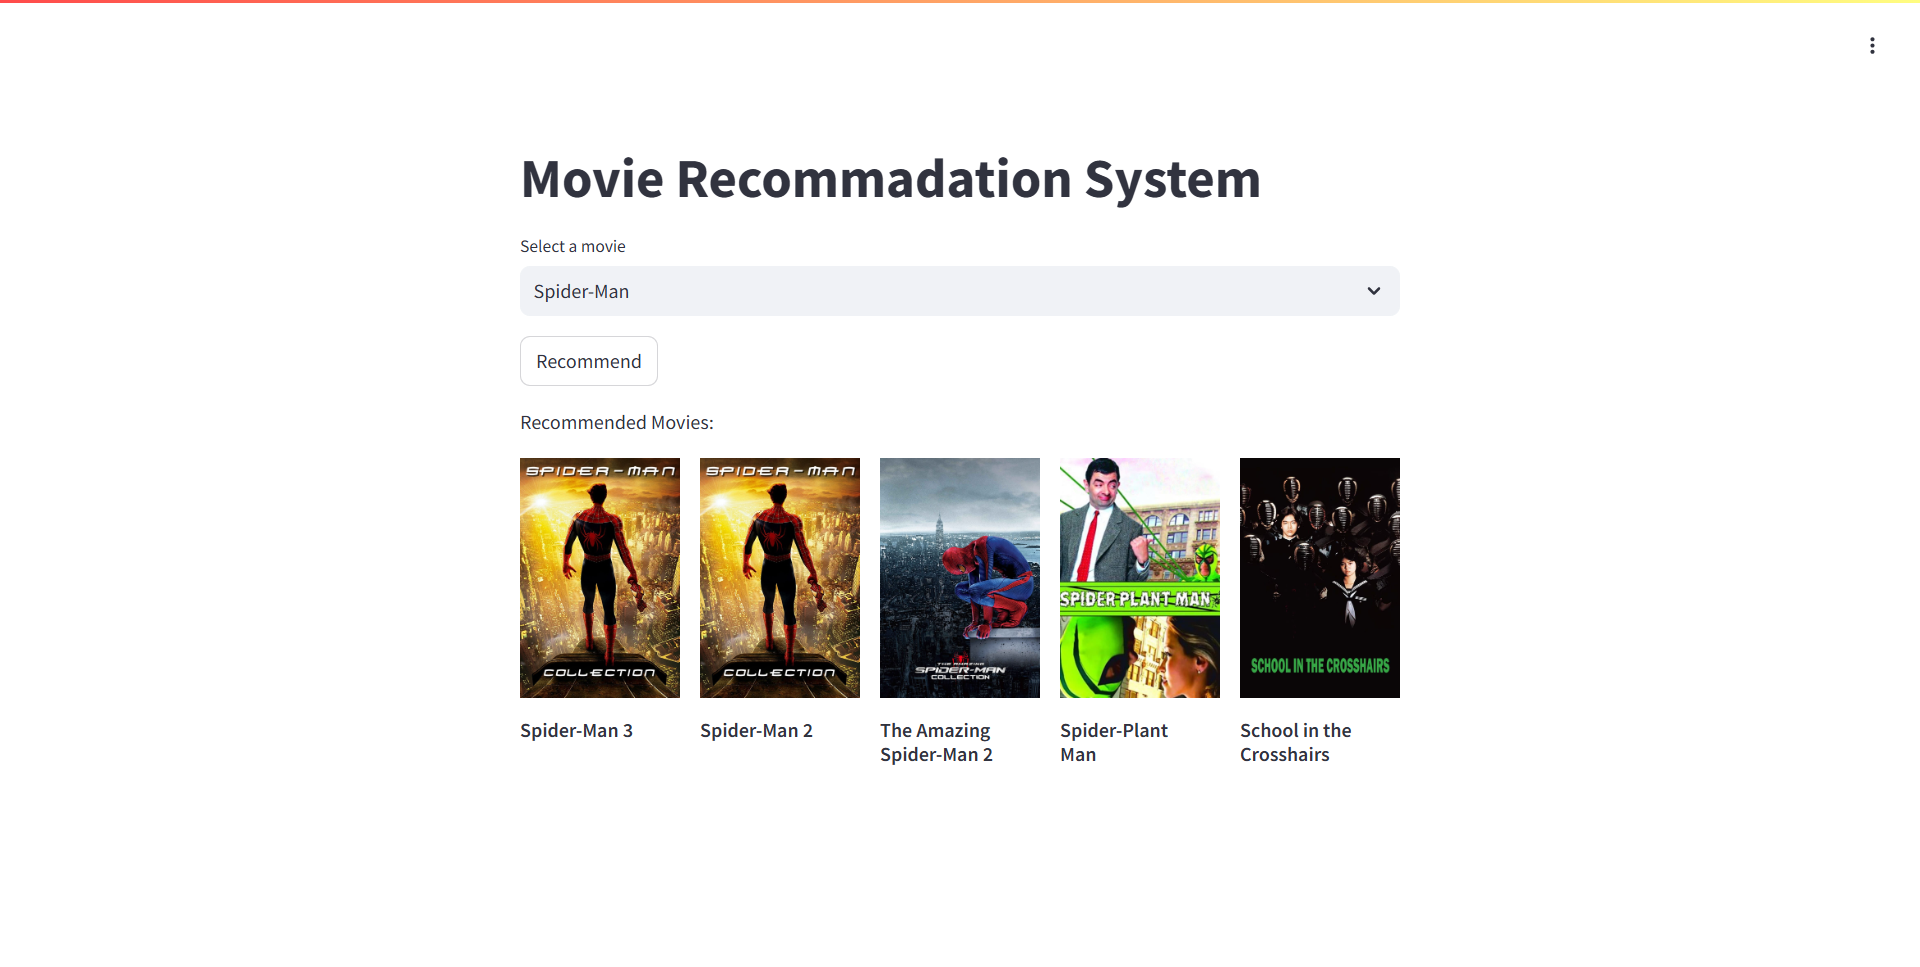 Movie Recommadation System
Select a movie
Spider-Man
Recommend
Recommended Movies:
SPIDER-MAN
COLLECTION
SPIDER-MAN
COLLECTION
THE AMAZING
SPIDER-MAN
COLLECTION
SPIDER-PLANT MAN
SCHOOL IN THE CROSSHAIRS
Spider-Man 3
Spider-Man 2
The Amazing
Spider-Man 2
Spider-Plant
Man
School in the
Crosshairs